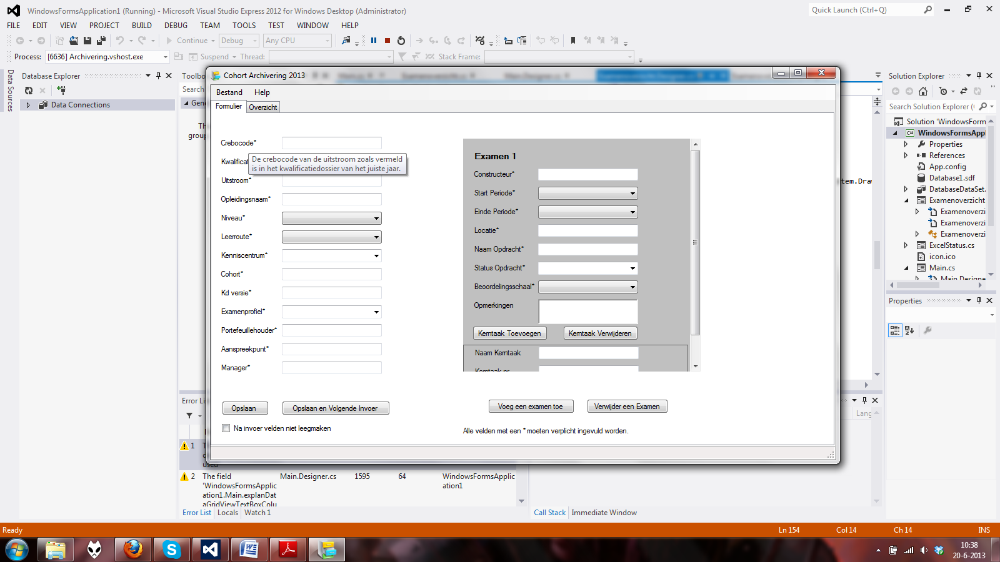 WindowsFormsApplication1 (Running) - Microsoft Visual Studio Express 2012 for Windows Desktop (Administrator)
Quick Launch (Ctrl+Q)
FILE EDIT VIEW PROJECT BUILD DEBUG TEAM TOOLS TEST WINDOW HELP
Continue Debug Any CPU
Process: [6636] Archivering.vshost.exe Suspend Thread: Stack Frame:
Data Sources
Database Explorer
Data Connections
Toolbo
Search
Gene
Th
group
Cohort Archivering 2013
Bestand Help
Formulier Overzicht
Crebocode*
Kwalificat
De crebocode van de uitstroom zoals vermeld
is in het kwalificatiedossier van het juiste jaar.
Uitstroom*
Opleidingsnaam*
Niveau*
Leerroute*
Kenniscentrum*
Cohort*
Kd versie*
Examenprofiel*
Portefeuillehouder*
Aanspreekpunt*
Manager*
Opslaan
Opslaan en Volgende Invoer
Na invoer velden niet leegmaken
Examen 1
Constructeur*
Start Periode*
Einde Periode*
Locatie*
Naam Opdracht*
Status Opdracht*
Beoordelingsschaal*
Opmerkingen
Kerntaak Toevoegen
Kerntaak Verwijderen
Naam Kerntaak
Kerntaak nr
Voeg een examen toe
Verwijder een Examen
Alle velden met een * moeten verplicht ingevuld worden.
tem.Draw
Solution Explorer
Search Solution Explorer (
Solution 'WindowsForm
WindowsFormsAppl
Properties
References
App.config
Database1.sdf
DatabaseDataSet.
Examenoverzicht
Examenoverzi
Examenoverzi
Examenoverzi
ExcelStatus.cs
icon.ico
Main.cs
Main.Designe
Properties
Error Lis
Lang
1
used
2 The field
'WindowsFormsApplic
ation1.Main.explanDat
aGridViewTextBoxColu
Main.Designer.cs 1595 64 WindowsFormsApplic
ation1
Error List Locals Watch 1
Call Stack Immediate Window
Ready Ln 154 Col 14 Ch 14 INS
10:38
20-6-2013